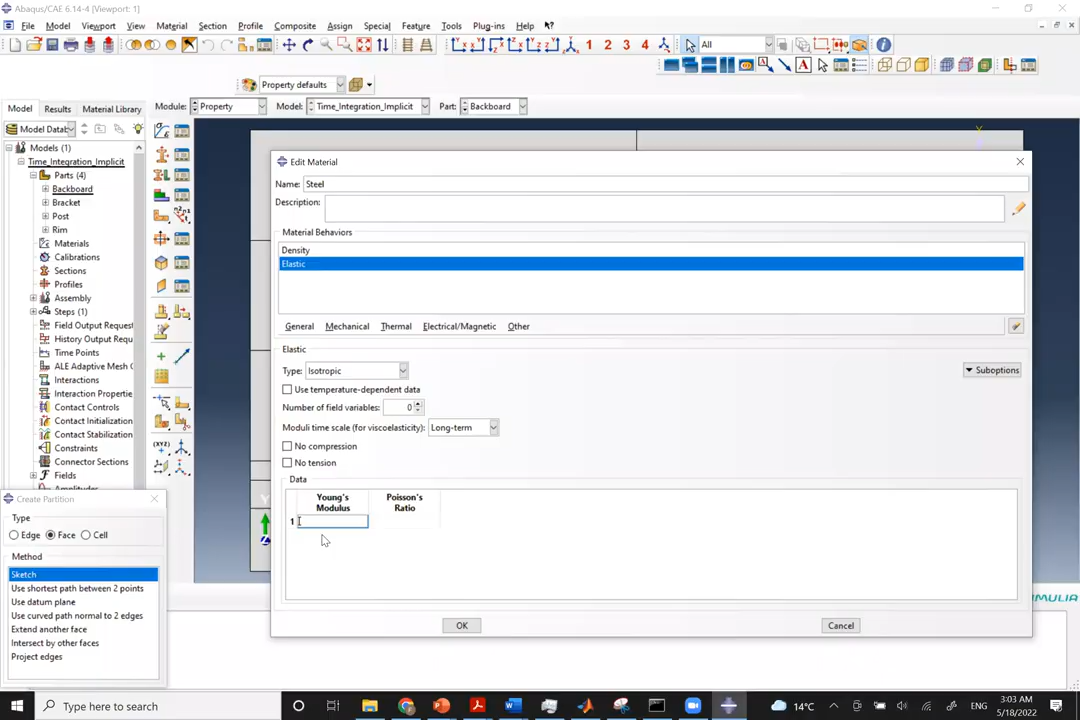 Abaqus/CAE 6.14-4 [Viewport: 1]
File Model Viewport View Material Section Profile Composite Assign Special Feature Tools Plug-ins Help
1 2 3 4 All
Property defaults
Model Results Material Library Module: Property Model: Time_Integration_Implicit Part: Backboard
Model Datab
Models (1)
Time_Integration_Implicit
Parts (4)
Backboard
Bracket
Post
Rim
Materials
Calibrations
Sections
Profiles
Assembly
Steps (1)
Field Output Request
History Output Requ
Time Points
ALE Adaptive Mesh C
Interactions
Interaction Propertie
Contact Controls
Contact Initialization
Contact Stabilization
Constraints
Connector Sections
Fields
Amplitudes
(XYZ)
Y
Edit Material
Name: Steel
Description:
Material Behaviors
Density
Elastic
General Mechanical Thermal Electrical/Magnetic Other
Elastic
Type: Isotropic
Suboptions
Use temperature-dependent data
Number of field variables: 0
Moduli time scale (for viscoelasticity): Long-term
No compression
No tension
Data
Young's Modulus
Poisson's Ratio
1
OK Cancel
Create Partition
Type
Edge Face Cell
Method
Sketch
Use shortest path between 2 points
Use datum plane
Use curved path normal to 2 edges
Extend another face
Intersect by other faces
Project edges
Type here to search
14°C
ENG
3:03 AM
5/18/2022